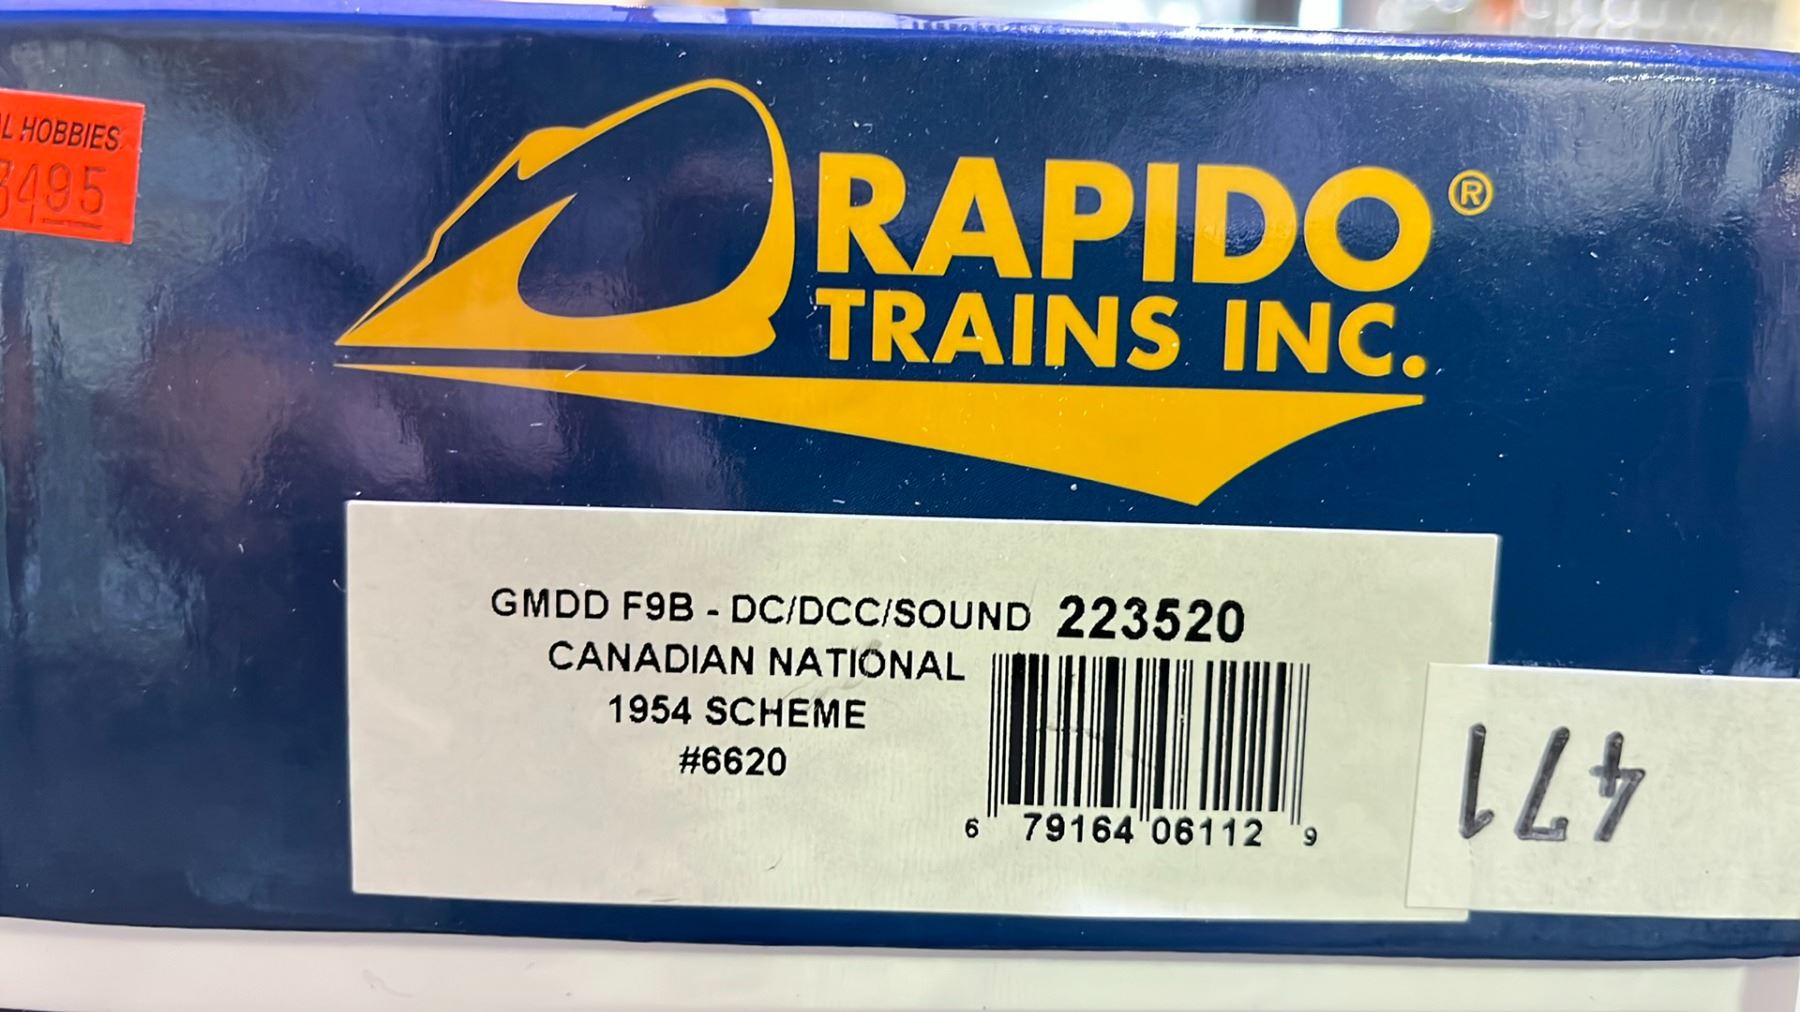 L HOBBIES
3495
RAPIDO®
TRAINS INC.
GMDD F9B - DC/DCC/SOUND 223520
CANADIAN NATIONAL
1954 SCHEME
#6620
6 79164 06112 9
471